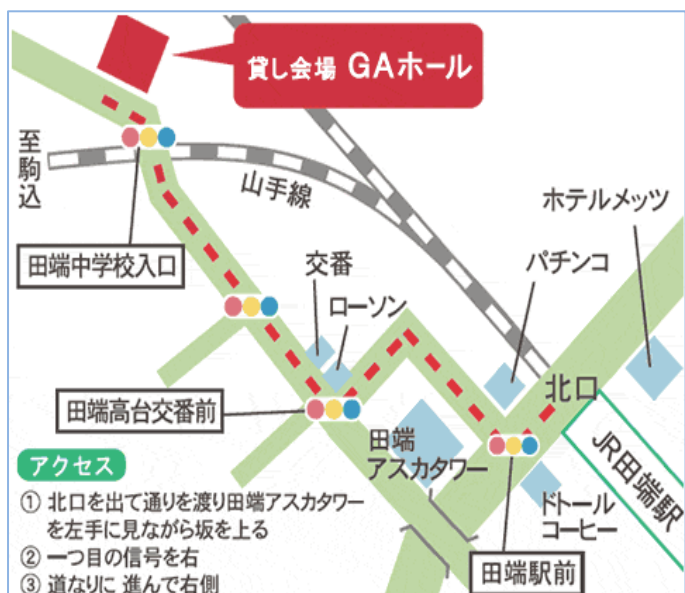 貸し会場 GAホール
至駒込
山手線
ホテルメッツ
田端中学校入口
交番
パチンコ
ローソン
北口
田端高台交番前
田端
アスカタワー
JR田端駅
アクセス
ドトール
コーヒー
① 北口を出て通りを渡り田端アスカタワー
を左手に見ながら坂を上る
② 一つ目の信号を右
田端駅前
③ 道なりに 進んで右側